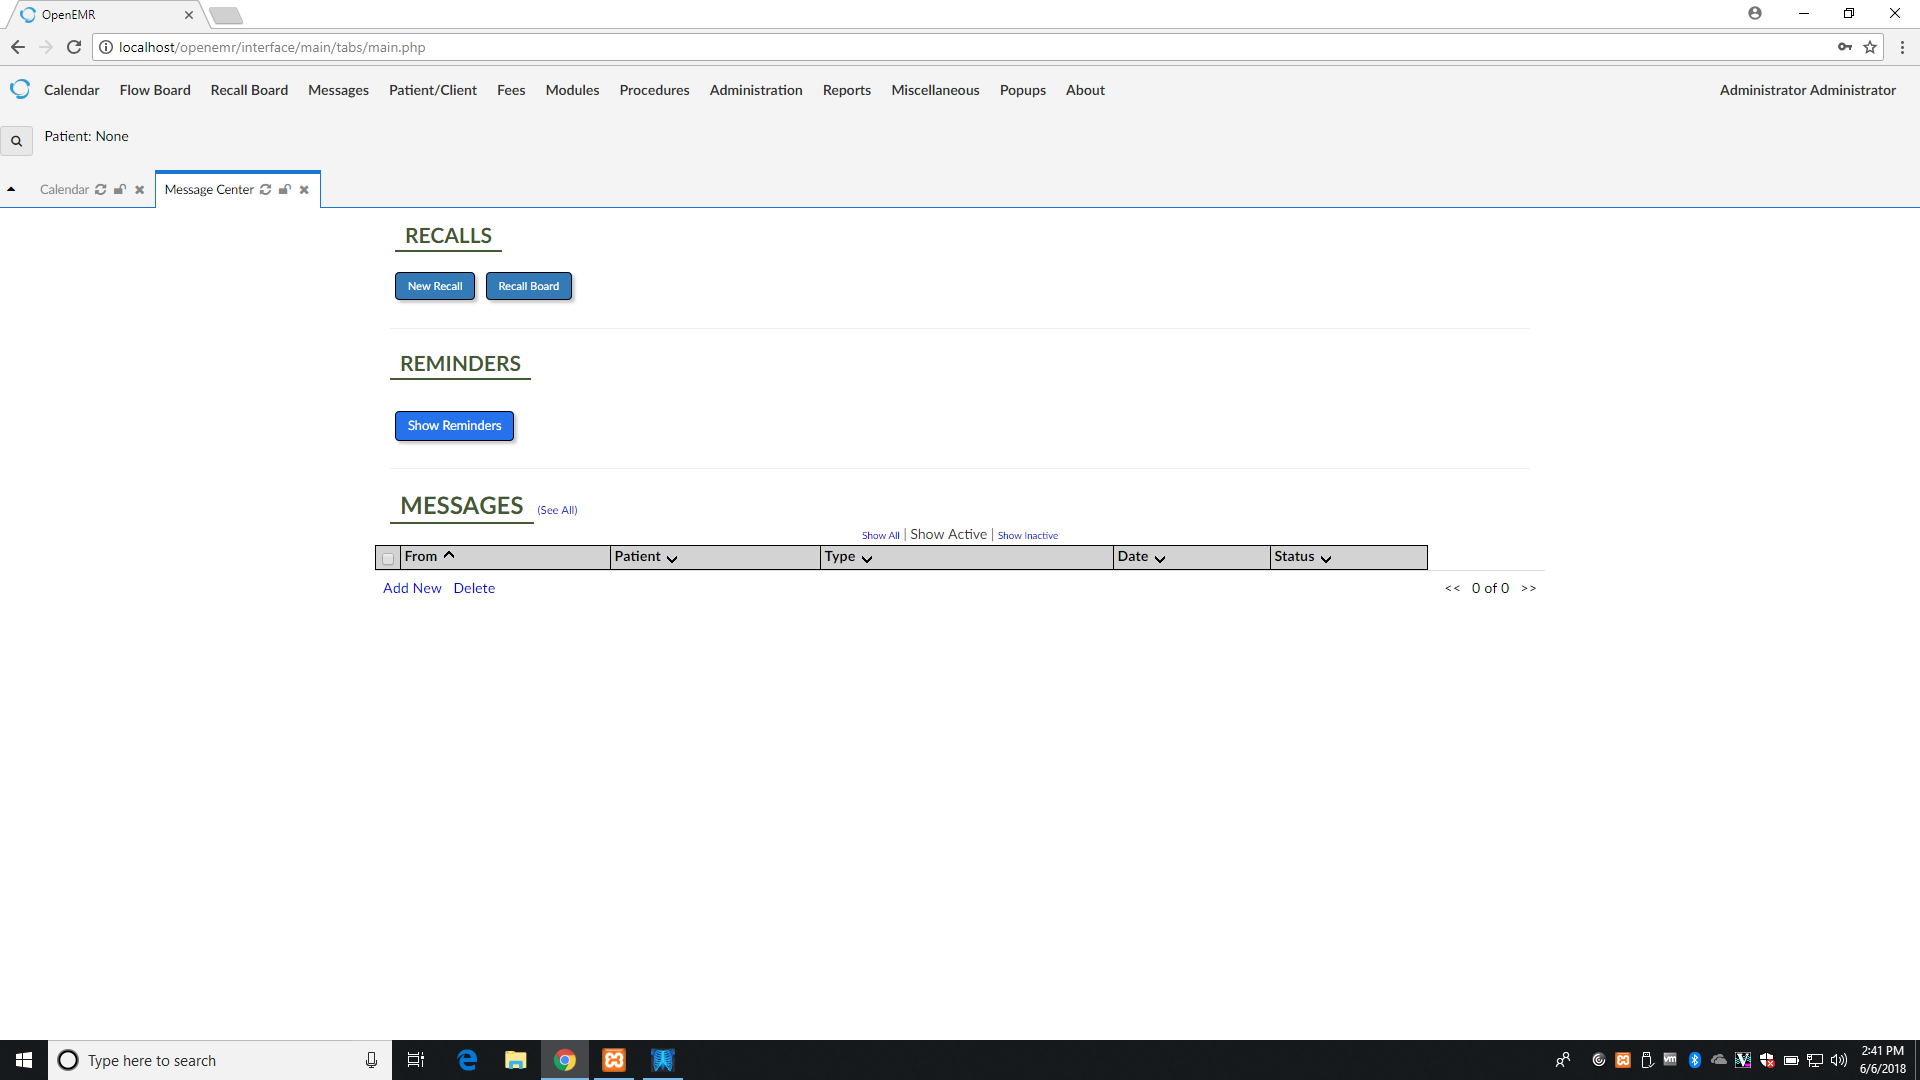 OpenEMR
localhost/openemr/interface/main/tabs/main.php
Calendar Flow Board Recall Board Messages Patient/Client Fees Modules Procedures Administration Reports Miscellaneous Popups About Administrator Administrator
Patient: None
Calendar Message Center
RECALLS
New Recall Recall Board
REMINDERS
Show Reminders
MESSAGES (See All)
Show All | Show Active | Show Inactive
From Patient Type Date Status
Add New Delete << 0 of 0 >>
Type here to search
2:41 PM
6/6/2018